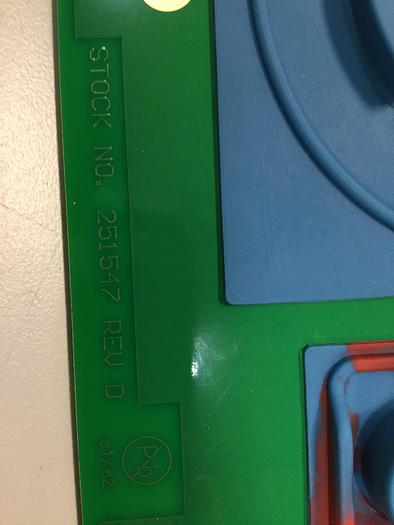 STOCK NO. 251547 REV D
e1/e2 Pb